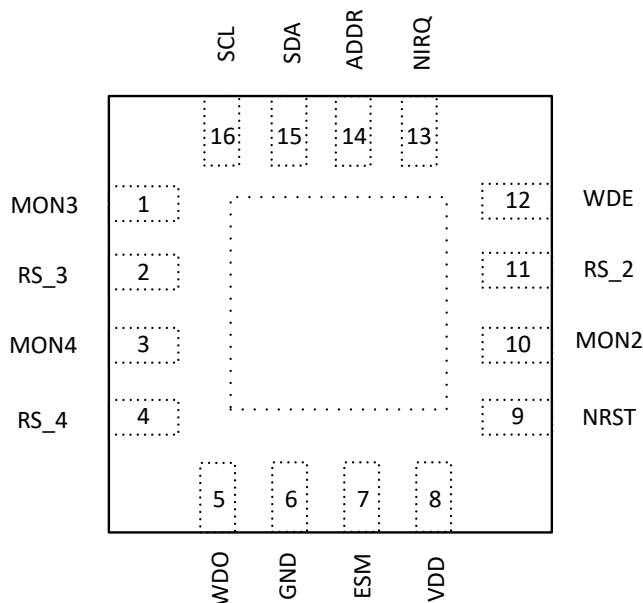 SCL SDA ADDR NIRQ
16 15 14 13
MON3 1 12 WDE
RS_3 2 11 RS_2
MON4 3 10 MON2
RS_4 4 9 NRST
5 6 7 8
WDO GND ESM VDD